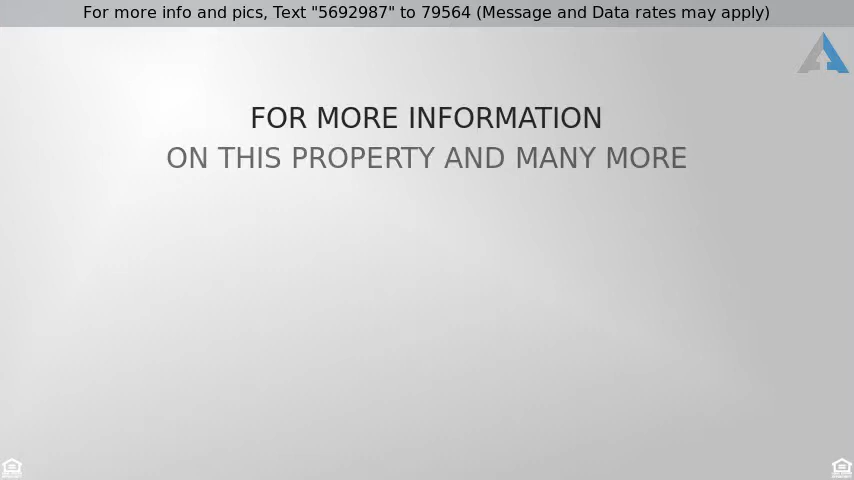 For more info and pics, Text "5692987" to 79564 (Message and Data rates may apply)
FOR MORE INFORMATION
ON THIS PROPERTY AND MANY MORE